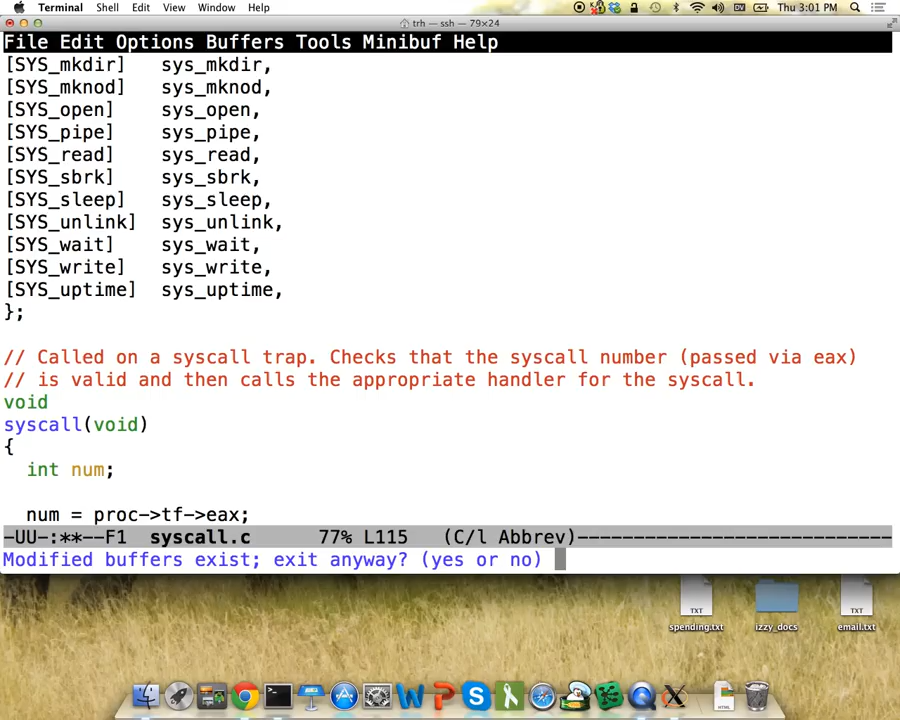 Terminal Shell Edit View Window Help Thu 3:01 PM
trh — ssh — 79×24
File Edit Options Buffers Tools Minibuf Help
[SYS_mkdir] sys_mkdir,
[SYS_mknod] sys_mknod,
[SYS_open] sys_open,
[SYS_pipe] sys_pipe,
[SYS_read] sys_read,
[SYS_sbrk] sys_sbrk,
[SYS_sleep] sys_sleep,
[SYS_unlink] sys_unlink,
[SYS_wait] sys_wait,
[SYS_write] sys_write,
[SYS_uptime] sys_uptime,
};
// Called on a syscall trap. Checks that the syscall number (passed via eax)
// is valid and then calls the appropriate handler for the syscall.
void
syscall(void)
{
int num;
num = proc->tf->eax;
-UU-:**--F1 syscall.c 77% L115 (C/l Abbrev)----------------------------
Modified buffers exist; exit anyway? (yes or no)
TXT TXT
spending.txt izzy_docs email.txt
HTML